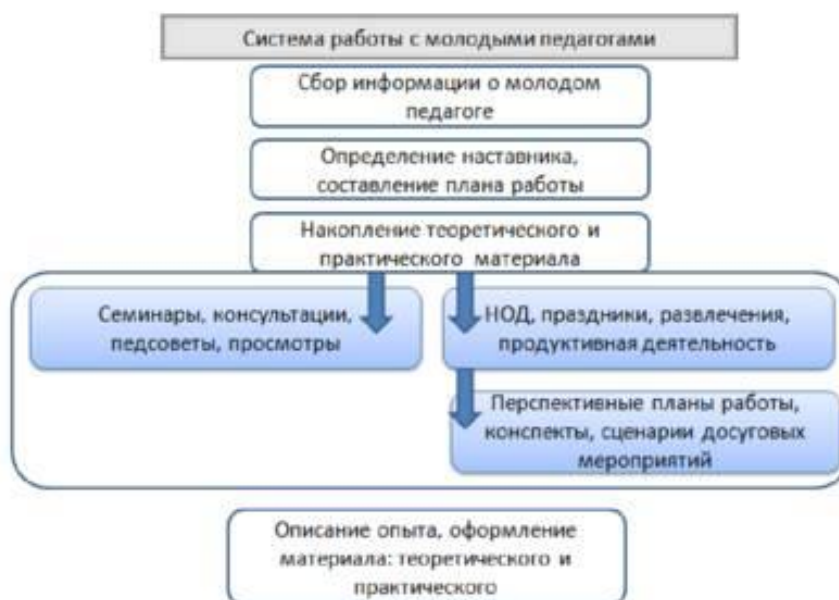 Система работы с молодыми педагогами
Сбор информации о молодом
педагоге
Определение наставника,
составление плана работы
Накопление теоретического и
практического материала
Семинары, консультации,
педсоветы, просмотры
НОД, праздники, развлечения,
продуктивная деятельность
Перспективные планы работы,
конспекты, сценарии досуговых
мероприятий
Описание опыта, оформление
материала: теоретического и
практического